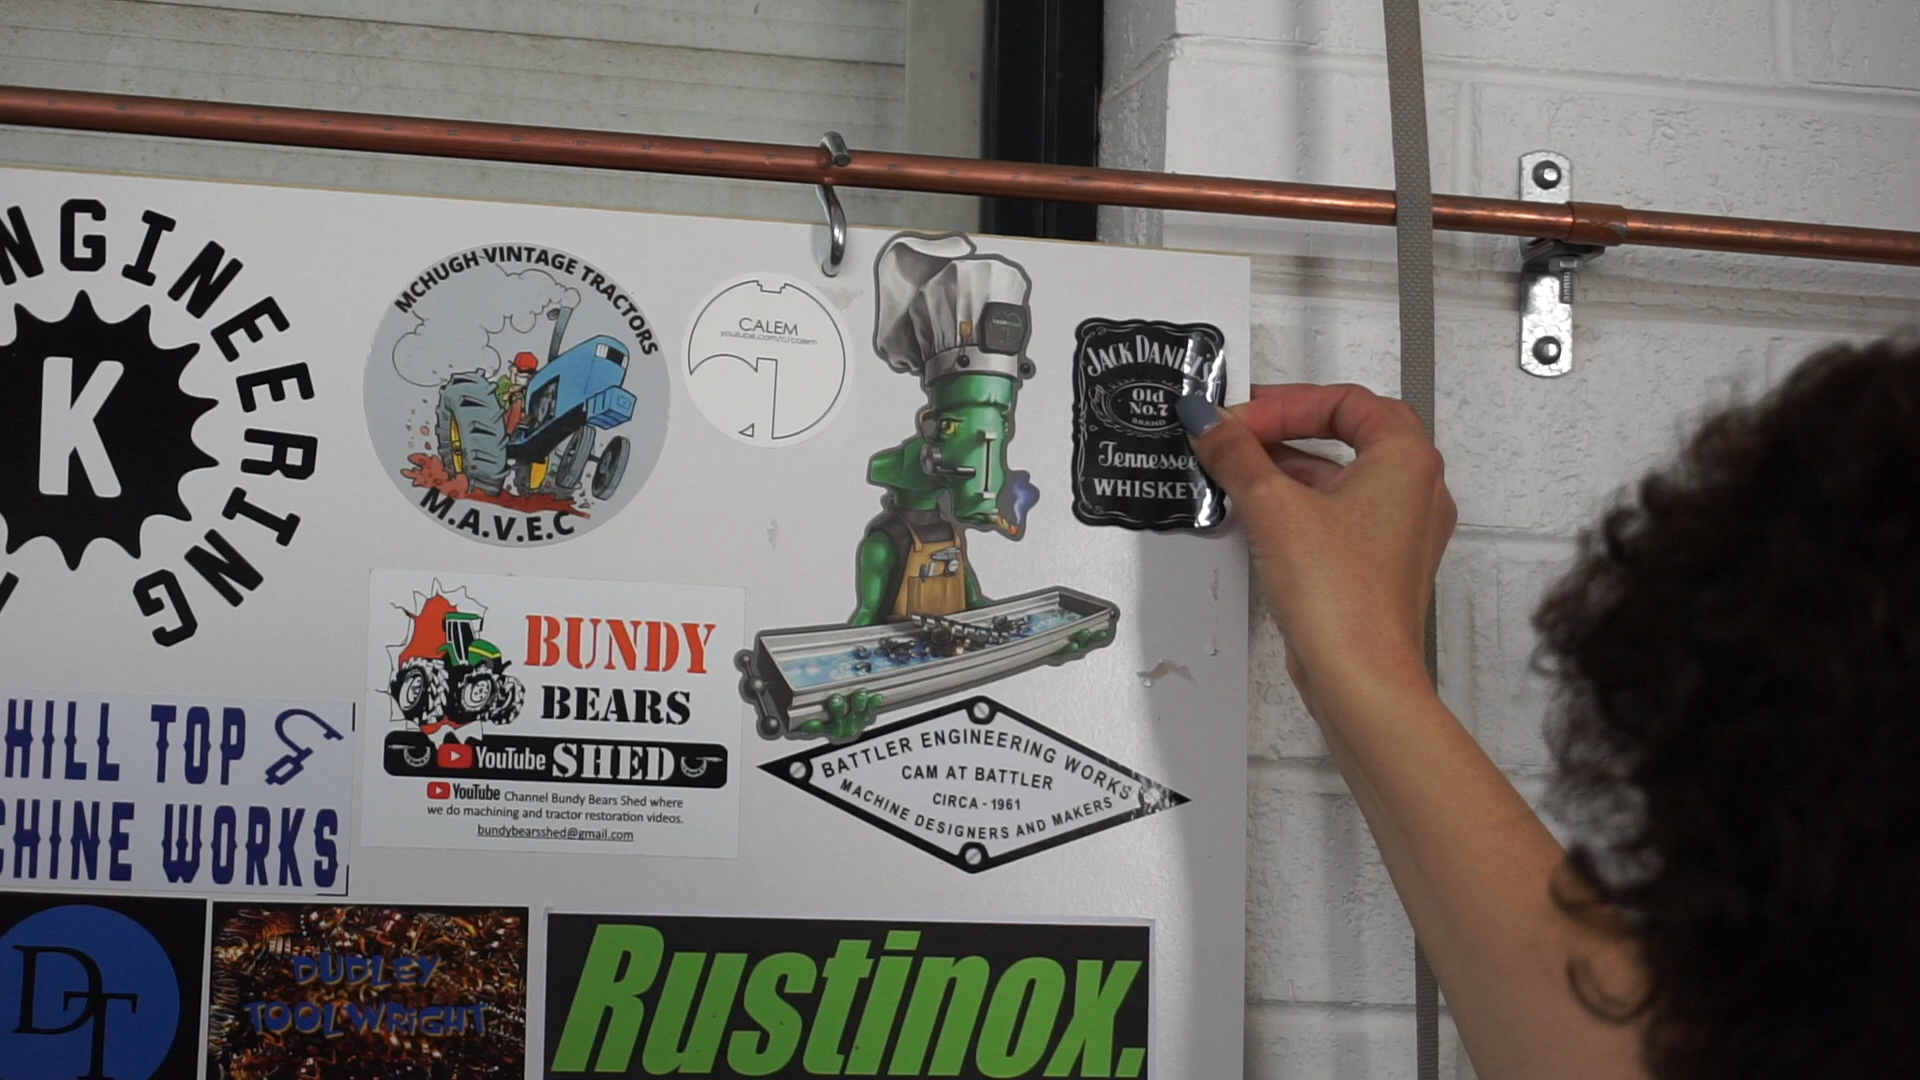 NGINEERING
K
MCHUGH VINTAGE TRACTORS
M.A.V.E.C
CALEM
youtube.com/c/calem
JACK DANIEL'S
Old
No.7
BRAND
Tennessee
WHISKEY
BUNDY
BEARS
YouTube SHED
YouTube Channel Bundy Bears Shed where
we do machining and tractor restoration videos.
bundybearsshed@gmail.com
BATTLER ENGINEERING WORKS
CAM AT BATTLER
CIRCA - 1961
MACHINE DESIGNERS AND MAKERS
HILL TOP
CHINE WORKS
DT
DUDLEY
TOOLWRIGHT
Rustinox.